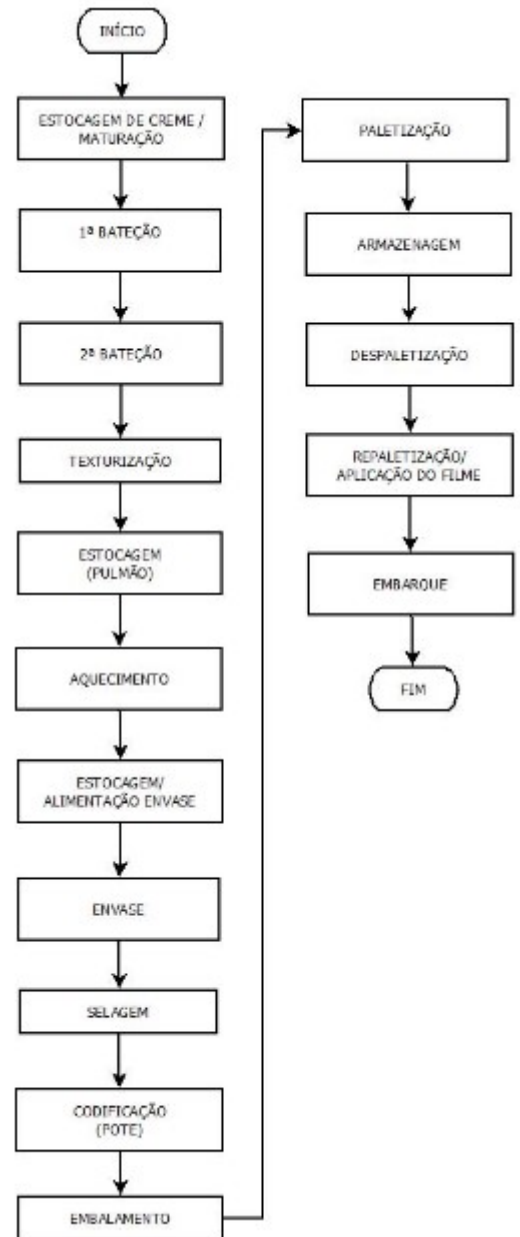 INÍCIO
ESTOCAGEM DE CREME /
MATURAÇÃO
1ª BATEÇÃO
2ª BATEÇÃO
TEXTURIZAÇÃO
ESTOCAGEM
(PULMÃO)
AQUECIMENTO
ESTOCAGEM/
ALIMENTAÇÃO ENVASE
ENVASE
SELAGEM
CODIFICAÇÃO
(POTE)
EMBALAMENTO
PALETIZAÇÃO
ARMAZENAGEM
DESPALETIZAÇÃO
REPALETIZAÇÃO/
APLICAÇÃO DO FILME
EMBARQUE
FIM